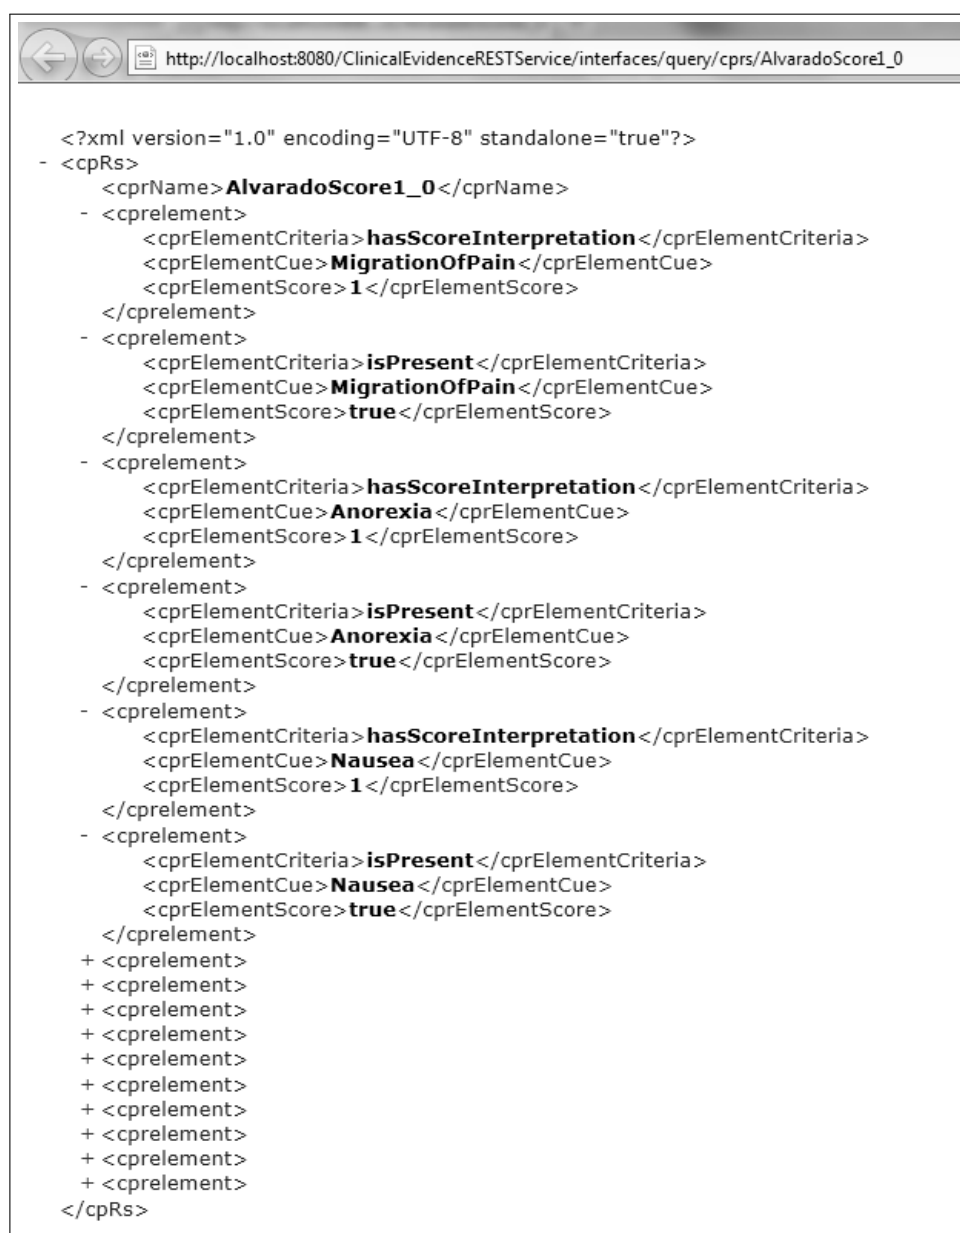 http://localhost:8080/ClinicalEvidenceRESTService/interfaces/query/cprs/AlvaradoScore1_0
<?xml version="1.0" encoding="UTF-8" standalone="true"?>
- <cpRs>
<cprName>AlvaradoScore1_0</cprName>
- <cprelement>
<cprElementCriteria>hasScoreInterpretation</cprElementCriteria>
<cprElementCue>MigrationOfPain</cprElementCue>
<cprElementScore>1</cprElementScore>
</cprelement>
- <cprelement>
<cprElementCriteria>isPresent</cprElementCriteria>
<cprElementCue>MigrationOfPain</cprElementCue>
<cprElementScore>true</cprElementScore>
</cprelement>
- <cprelement>
<cprElementCriteria>hasScoreInterpretation</cprElementCriteria>
<cprElementCue>Anorexia</cprElementCue>
<cprElementScore>1</cprElementScore>
</cprelement>
- <cprelement>
<cprElementCriteria>isPresent</cprElementCriteria>
<cprElementCue>Anorexia</cprElementCue>
<cprElementScore>true</cprElementScore>
</cprelement>
- <cprelement>
<cprElementCriteria>hasScoreInterpretation</cprElementCriteria>
<cprElementCue>Nausea</cprElementCue>
<cprElementScore>1</cprElementScore>
</cprelement>
- <cprelement>
<cprElementCriteria>isPresent</cprElementCriteria>
<cprElementCue>Nausea</cprElementCue>
<cprElementScore>true</cprElementScore>
</cprelement>
+ <cprelement>
+ <cprelement>
+ <cprelement>
+ <cprelement>
+ <cprelement>
+ <cprelement>
+ <cprelement>
+ <cprelement>
+ <cprelement>
+ <cprelement>
</cpRs>